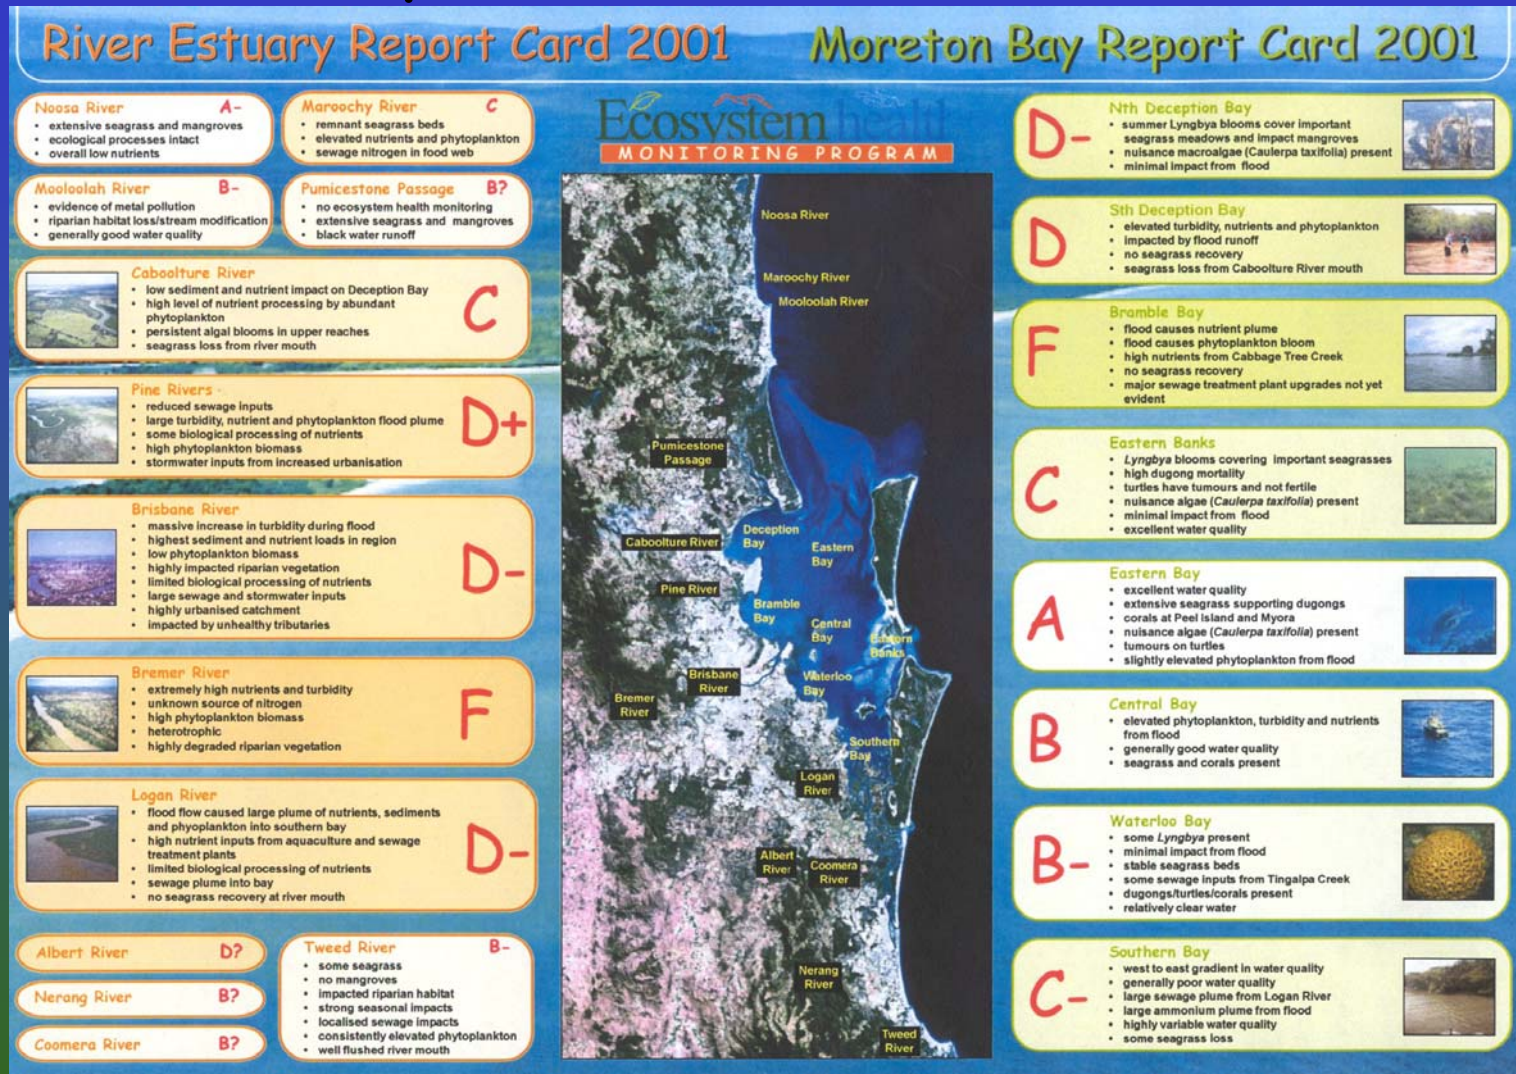 River Estuary Report Card 2001
Moreton Bay Report Card 2001
Noosa River A-
• extensive seagrass and mangroves
• ecological processes intact
• overall low nutrients
Maroochy River C
• remnant seagrass beds
• elevated nutrients and phytoplankton
• sewage nitrogen in food web
Mooloolah River B-
• evidence of metal pollution
• riparian habitat loss/stream modification
• generally good water quality
Pumicestone Passage B?
• no ecosystem health monitoring
• extensive seagrass and mangroves
• black water runoff
Caboolture River
• low sediment and nutrient impact on Deception Bay
• high level of nutrient processing by abundant
phytoplankton
• persistent algal blooms in upper reaches
• seagrass loss from river mouth
C
Pine Rivers
• reduced sewage inputs
• large turbidity, nutrient and phytoplankton flood plume
• some biological processing of nutrients
• high phytoplankton biomass
• stormwater inputs from increased urbanisation
D+
Brisbane River
• massive increase in turbidity during flood
• highest sediment and nutrient loads in region
• low phytoplankton biomass
• highly impacted riparian vegetation
• limited biological processing of nutrients
• large sewage and stormwater inputs
• highly urbanised catchment
• impacted by unhealthy tributaries
D-
Bremer River
• extremely high nutrients and turbidity
• unknown source of nitrogen
• high phytoplankton biomass
• heterotrophic
• highly degraded riparian vegetation
F
Logan River
• flood flow caused large plume of nutrients, sediments
and phyoplankton into southern bay
• high nutrient inputs from aquaculture and sewage
treatment plants
• limited biological processing of nutrients
• sewage plume into bay
• no seagrass recovery at river mouth
D-
Albert River D?
Nerang River B?
Coomera River B?
Tweed River B-
• some seagrass
• no mangroves
• impacted riparian habitat
• strong seasonal impacts
• localised sewage impacts
• consistently elevated phytoplankton
• well flushed river mouth
Ecosystem health
MONITORING PROGRAM
Noosa River
Maroochy River
Mooloolah River
Pumicestone
Passage
Deception
Bay
Caboolture River
Eastern
Bay
Pine River
Bramble
Bay
Central
Bay
Eastern
Banks
Brisbane
River
Waterloo
Bay
Bremer
River
Southern
Bay
Logan
River
Albert
River
Coomera
River
Nerang
River
Tweed
River
D-
Nth Deception Bay
• summer Lyngbya blooms cover important
seagrass meadows and impact mangroves
• nuisance macroalgae (Caulerpa taxifolia) present
• minimal impact from flood
D
Sth Deception Bay
• elevated turbidity, nutrients and phytoplankton
• impacted by flood runoff
• no seagrass recovery
• seagrass loss from Caboolture River mouth
F
Bramble Bay
• flood causes nutrient plume
• flood causes phytoplankton bloom
• high nutrients from Cabbage Tree Creek
• no seagrass recovery
• major sewage treatment plant upgrades not yet
evident
C
Eastern Banks
• Lyngbya blooms covering important seagrasses
• high dugong mortality
• turtles have tumours and not fertile
• nuisance algae (Caulerpa taxifolia) present
• minimal impact from flood
• excellent water quality
A
Eastern Bay
• excellent water quality
• extensive seagrass supporting dugongs
• corals at Peel Island and Myora
• nuisance algae (Caulerpa taxifolia) present
• tumours on turtles
• slightly elevated phytoplankton from flood
B
Central Bay
• elevated phytoplankton, turbidity and nutrients
from flood
• generally good water quality
• seagrass and corals present
B-
Waterloo Bay
• some Lyngbya present
• minimal impact from flood
• stable seagrass beds
• some sewage inputs from Tingalpa Creek
• dugongs/turtles/corals present
• relatively clear water
C-
Southern Bay
• west to east gradient in water quality
• generally poor water quality
• large sewage plume from Logan River
• large ammonium plume from flood
• highly variable water quality
• some seagrass loss